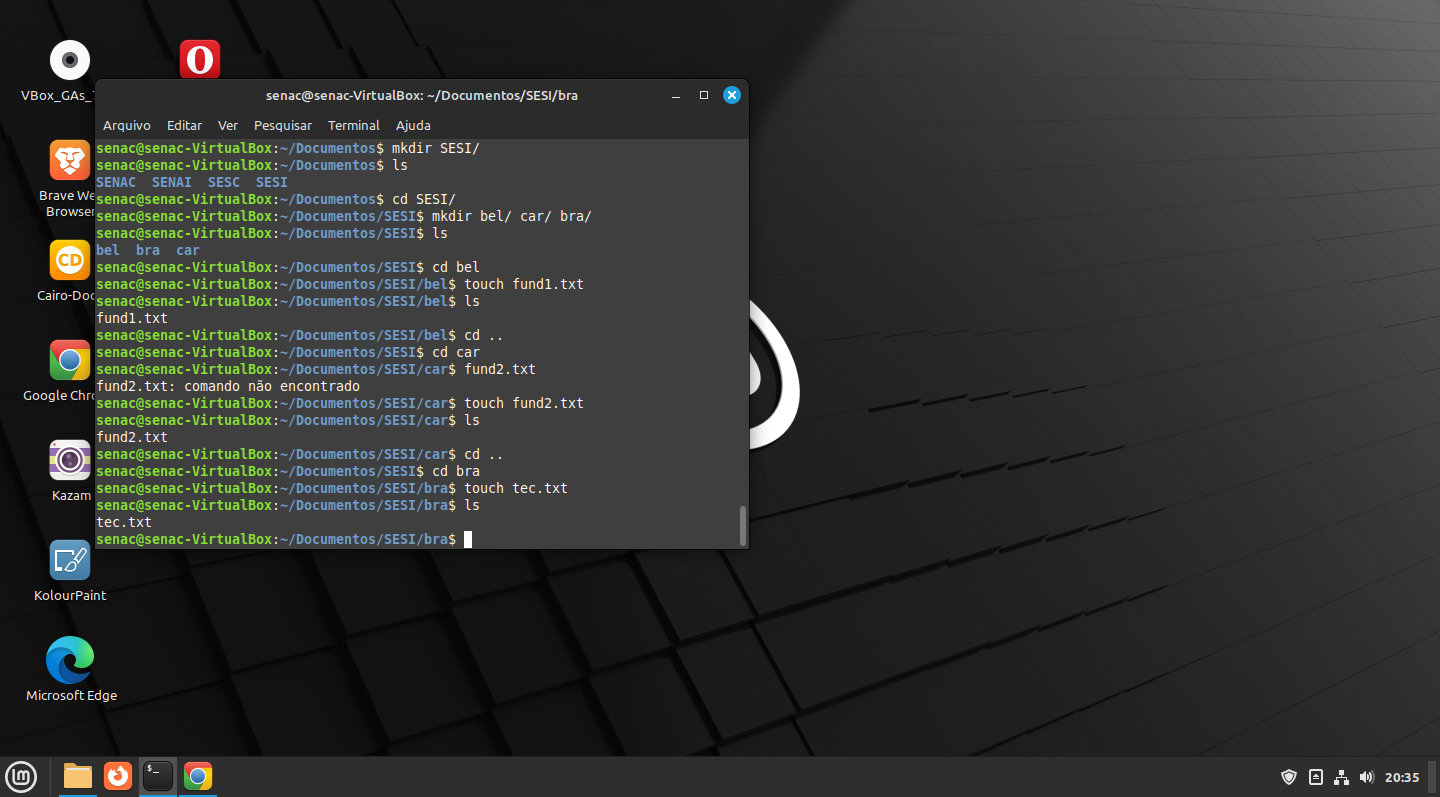 VBox_GAs_
Brave We
Browser
Cairo-Doc
CD
Google Chro
Kazam
KolourPaint
Microsoft Edge
senac@senac-VirtualBox: ~/Documentos/SESI/bra
Arquivo Editar Ver Pesquisar Terminal Ajuda
senac@senac-VirtualBox:~/Documentos$ mkdir SESI/
senac@senac-VirtualBox:~/Documentos$ ls
SENAC  SENAI  SESC  SESI
senac@senac-VirtualBox:~/Documentos$ cd SESI/
senac@senac-VirtualBox:~/Documentos/SESI$ mkdir bel/ car/ bra/
senac@senac-VirtualBox:~/Documentos/SESI$ ls
bel  bra  car
senac@senac-VirtualBox:~/Documentos/SESI$ cd bel
senac@senac-VirtualBox:~/Documentos/SESI/bel$ touch fund1.txt
senac@senac-VirtualBox:~/Documentos/SESI/bel$ ls
fund1.txt
senac@senac-VirtualBox:~/Documentos/SESI/bel$ cd ..
senac@senac-VirtualBox:~/Documentos/SESI$ cd car
senac@senac-VirtualBox:~/Documentos/SESI/car$ fund2.txt
fund2.txt: comando não encontrado
senac@senac-VirtualBox:~/Documentos/SESI/car$ touch fund2.txt
senac@senac-VirtualBox:~/Documentos/SESI/car$ ls
fund2.txt
senac@senac-VirtualBox:~/Documentos/SESI/car$ cd ..
senac@senac-VirtualBox:~/Documentos/SESI$ cd bra
senac@senac-VirtualBox:~/Documentos/SESI/bra$ touch tec.txt
senac@senac-VirtualBox:~/Documentos/SESI/bra$ ls
tec.txt
senac@senac-VirtualBox:~/Documentos/SESI/bra$
$_
20:35